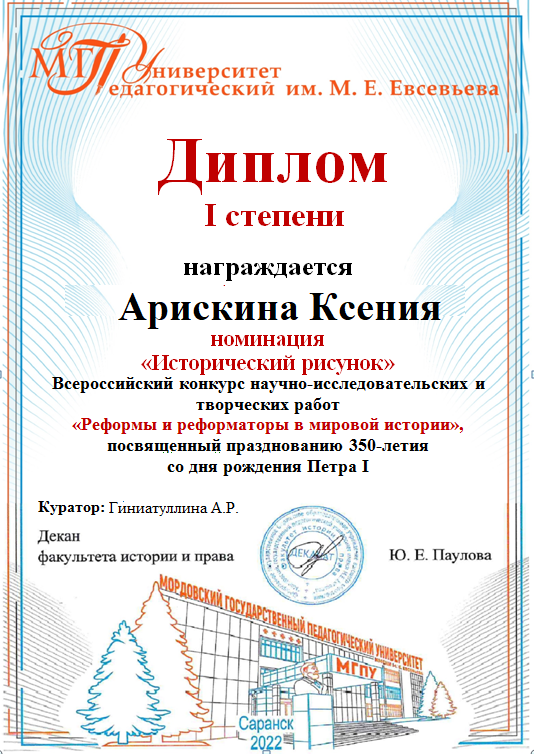 МГПУниверситет
едагогический им. М. Е. Евсевьева
Диплом
I степени
награждается
Арискина Ксения
номинация
«Исторический рисунок»
Всероссийский конкурс научно-исследовательских и
творческих работ
«Реформы и реформаторы в мировой истории»,
посвященный празднованию 350-летия
со дня рождения Петра I
Куратор: Гиниатуллина А.Р.
Декан
факультета истории и права
Ю. Е. Паулова
ДЕКАНАТ
МОРДОВСКИЙ ГОСУДАРСТВЕННЫЙ ПЕДАГОГИЧЕСКИЙ УНИВЕРСИТЕТ
МГПУ
Саранск
2022